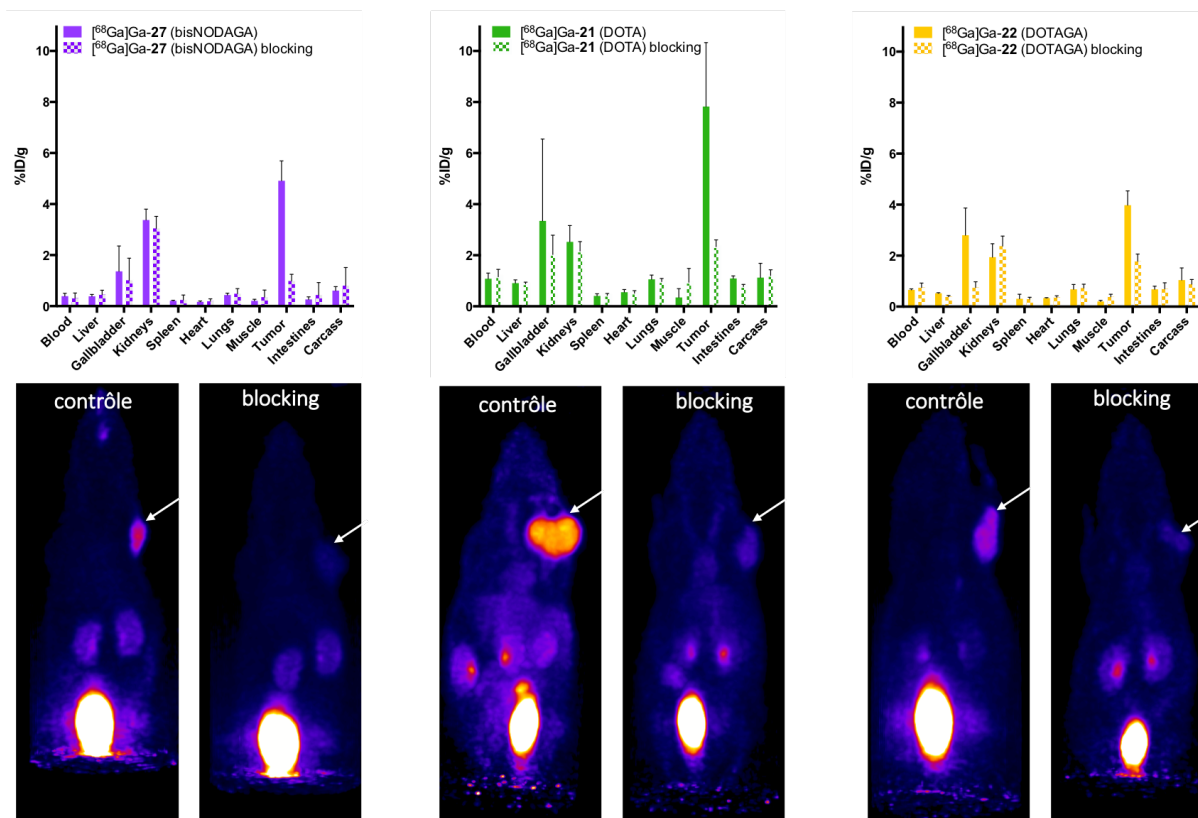 [⁶⁸Ga]Ga-27 (bisNODAGA)
[⁶⁸Ga]Ga-27 (bisNODAGA) blocking
10
8
6
4
2
0
%ID/g
Blood
Liver
Gallbladder
Kidneys
Spleen
Heart
Lungs
Muscle
Tumor
Intestines
Carcass
[⁶⁸Ga]Ga-21 (DOTA)
[⁶⁸Ga]Ga-21 (DOTA) blocking
10
8
6
4
2
0
%ID/g
Blood
Liver
Gallbladder
Kidneys
Spleen
Heart
Lungs
Muscle
Tumor
Intestines
Carcass
[⁶⁸Ga]Ga-22 (DOTAGA)
[⁶⁸Ga]Ga-22 (DOTAGA) blocking
10
8
6
4
2
0
%ID/g
Blood
Liver
Gallbladder
Kidneys
Spleen
Heart
Lungs
Muscle
Tumor
Intestines
Carcass
contrôle
blocking
contrôle
blocking
contrôle
blocking